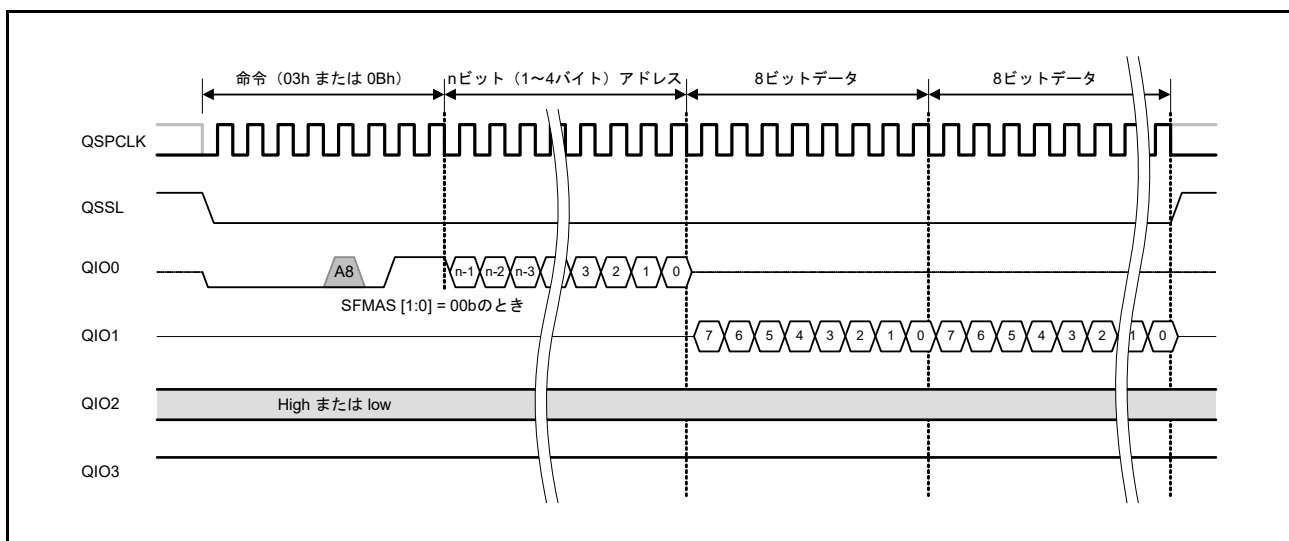 命令（03h または 0Bh） nビット（1～4バイト）アドレス 8ビットデータ 8ビットデータ
QSPCLK
QSSL
QIO0 A8 n-1 n-2 n-3 3 2 1 0
SFMAS [1:0] = 00bのとき
QIO1 7 6 5 4 3 2 1 0 7 6 5 4 3 2 1 0
QIO2 High または low
QIO3